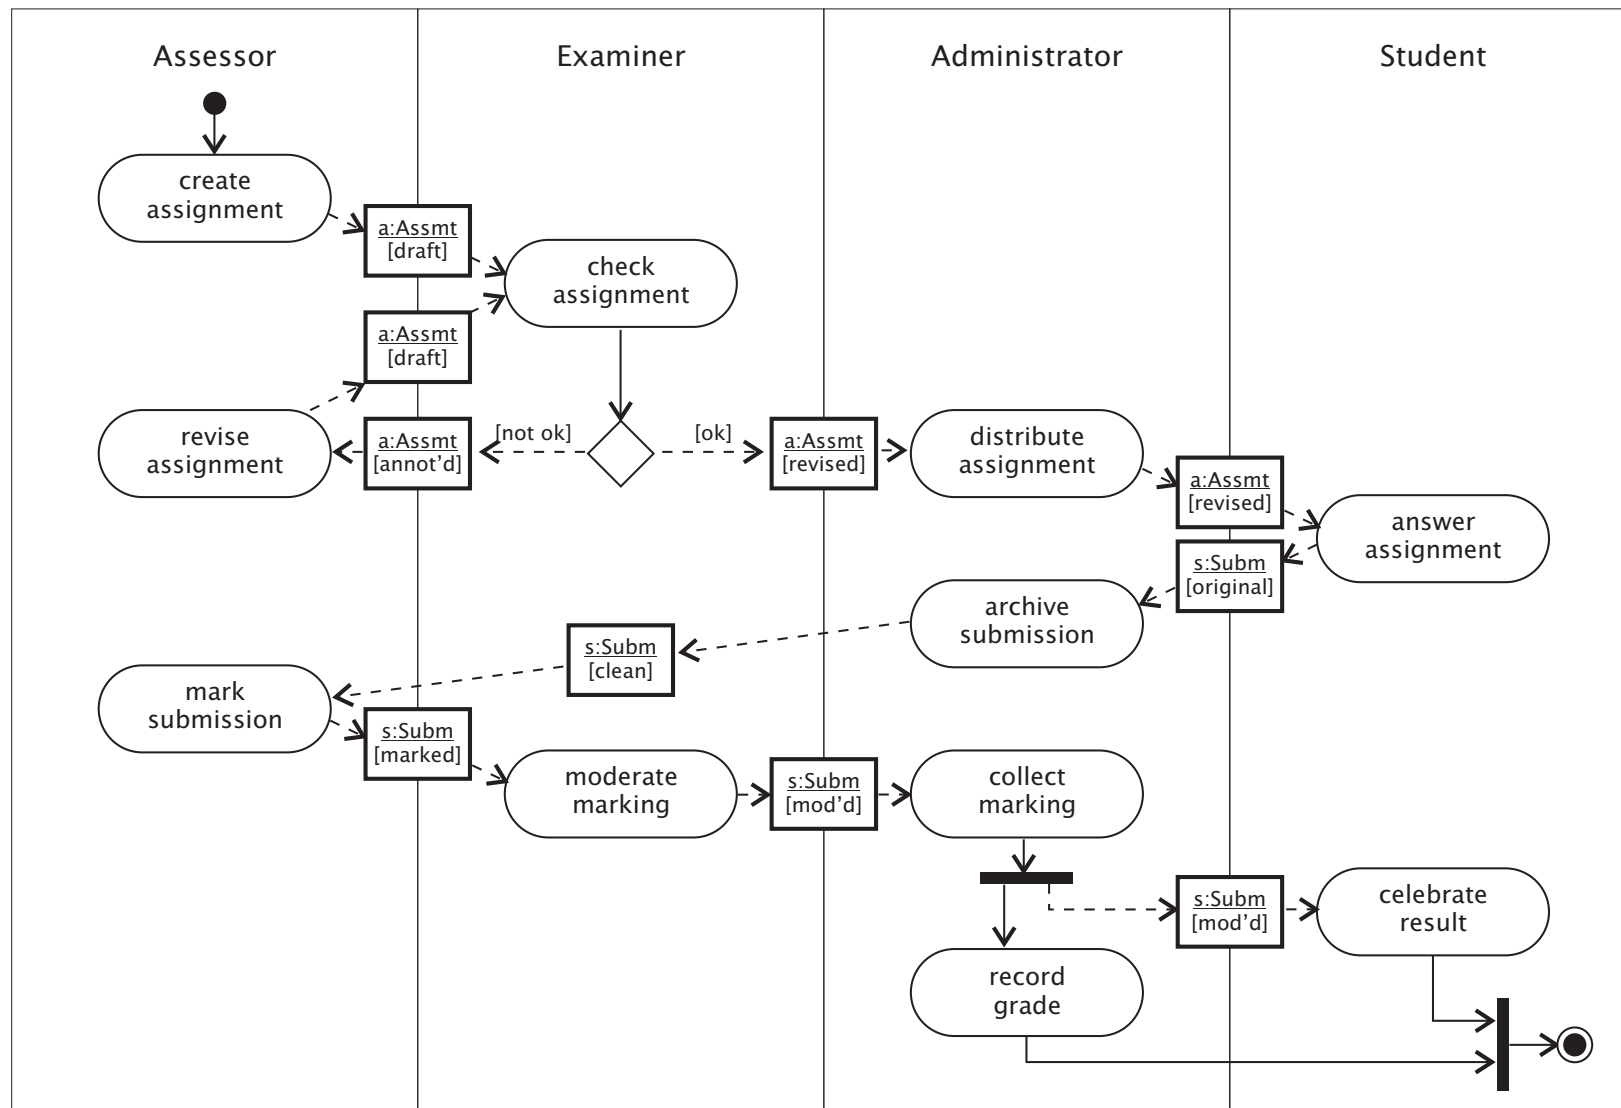 Assessor
Examiner
Administrator
Student
create
assignment
a:Assmt
[draft]
check
assignment
a:Assmt
[draft]
revise
assignment
a:Assmt
[annot’d]
[not ok]
[ok]
a:Assmt
[revised]
distribute
assignment
a:Assmt
[revised]
answer
assignment
s:Subm
[original]
archive
submission
s:Subm
[clean]
mark
submission
s:Subm
[marked]
moderate
marking
s:Subm
[mod’d]
collect
marking
s:Subm
[mod’d]
celebrate
result
record
grade